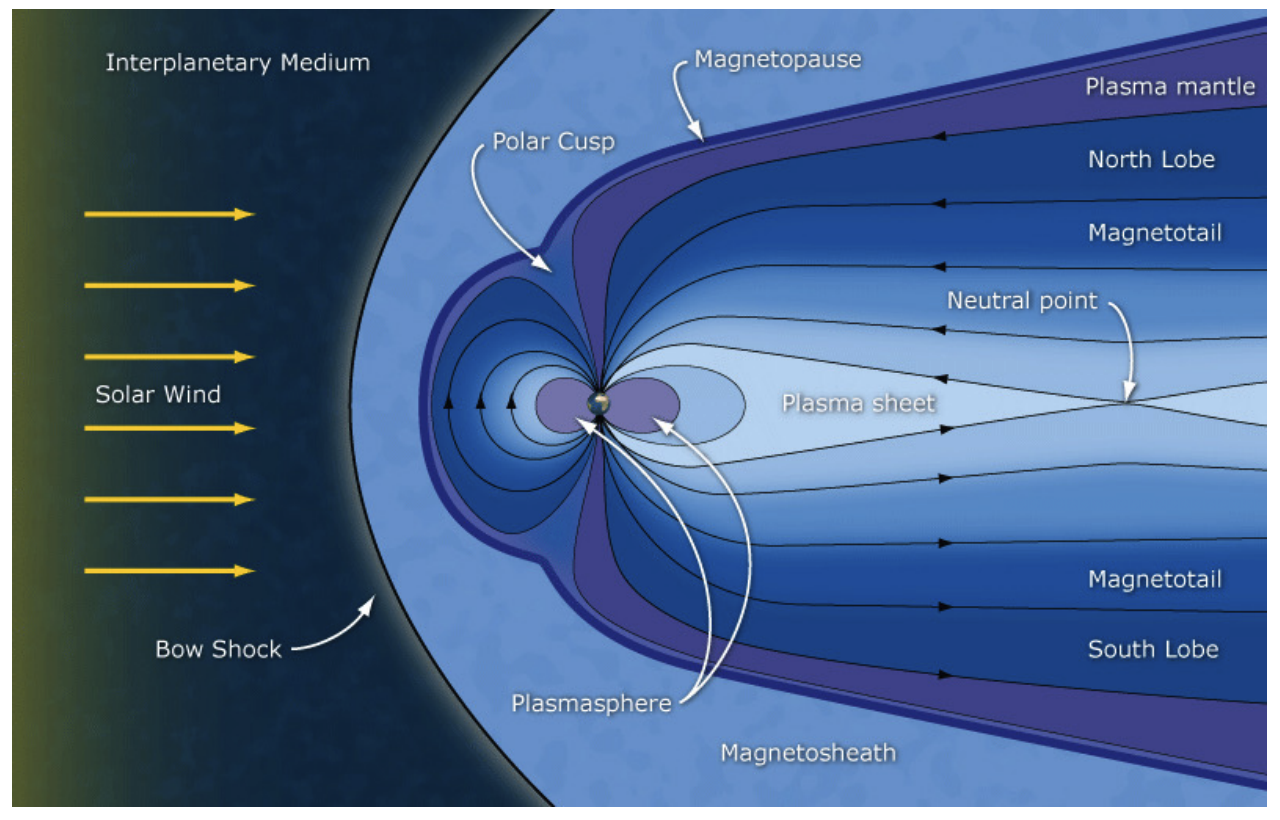 Interplanetary Medium
Magnetopause
Plasma mantle
Polar Cusp
North Lobe
Magnetotail
Neutral point
Solar Wind
Plasma sheet
Magnetotail
Bow Shock
South Lobe
Plasmasphere
Magnetosheath